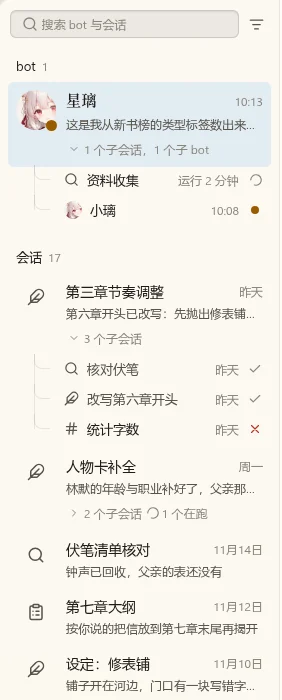 搜索 bot 与会话
bot 1
星璃 10:13
这是我从新书榜的类型标签数出来...
1 个子会话，1 个子 bot
资料收集 运行 2 分钟
小璃 10:08
会话 17
第三章节奏调整 昨天
第六章开头已改写：先抛出修表铺...
3 个子会话
核对伏笔 昨天
改写第六章开头 昨天
统计字数 昨天
人物卡补全 周一
林默的年龄与职业补好了，父亲那...
2 个子会话 1 个在跑
伏笔清单核对 11月14日
钟声已回收，父亲的表还没有
第七章大纲 11月12日
按你说的把信放到第七章末尾再揭开
设定：修表铺 11月10日
铺子开在河边，门口有一块写错字...